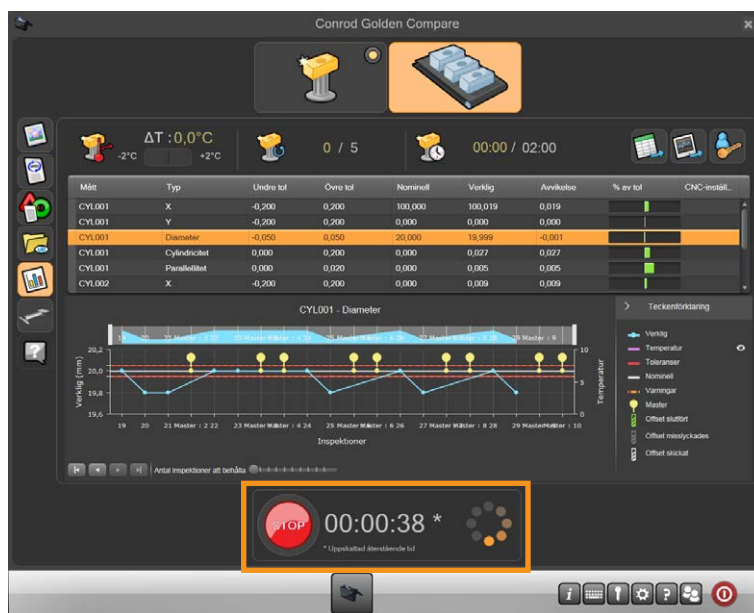 Conrod Golden Compare
ΔT : 0,0°C
-2°C +2°C
0 / 5
00:00 / 02:00
Mått Typ Undre tol Övre tol Nominell Verklig Avvikelse % ev tol CNC-inställ...
CYL001 X -0,200 0,200 100,000 100,019 0,019
CYL001 Y -0,200 0,200 0,000 0,000 0,000
CYL001 Diameter -0,050 0,050 20,000 19,999 -0,001
CYL001 Cylindricitet 0,000 0,200 0,000 0,027 0,027
CYL001 Parallellitet 0,000 0,020 0,000 0,005 0,005
CYL002 X -0,200 0,200 0,000 0,009 0,009
CYL001 - Diameter
Verklig [mm]
20,2
20,0
19,8
19,6
10
5
0
Temperatur
19 20 21 Master : 2 22 23 Master : 4 24 : 6 26 27 : 8 28 29 : 10
Inspektioner
Antal inspektioner att behålla
Teckenförklaring
Verklig
Temperatur
Toleranser
Nominell
Varningar
Master
Offset slutfört
Offset misslyckades
Offset skickat
STOP
00:00:38 *
* Uppskattad återstående tid